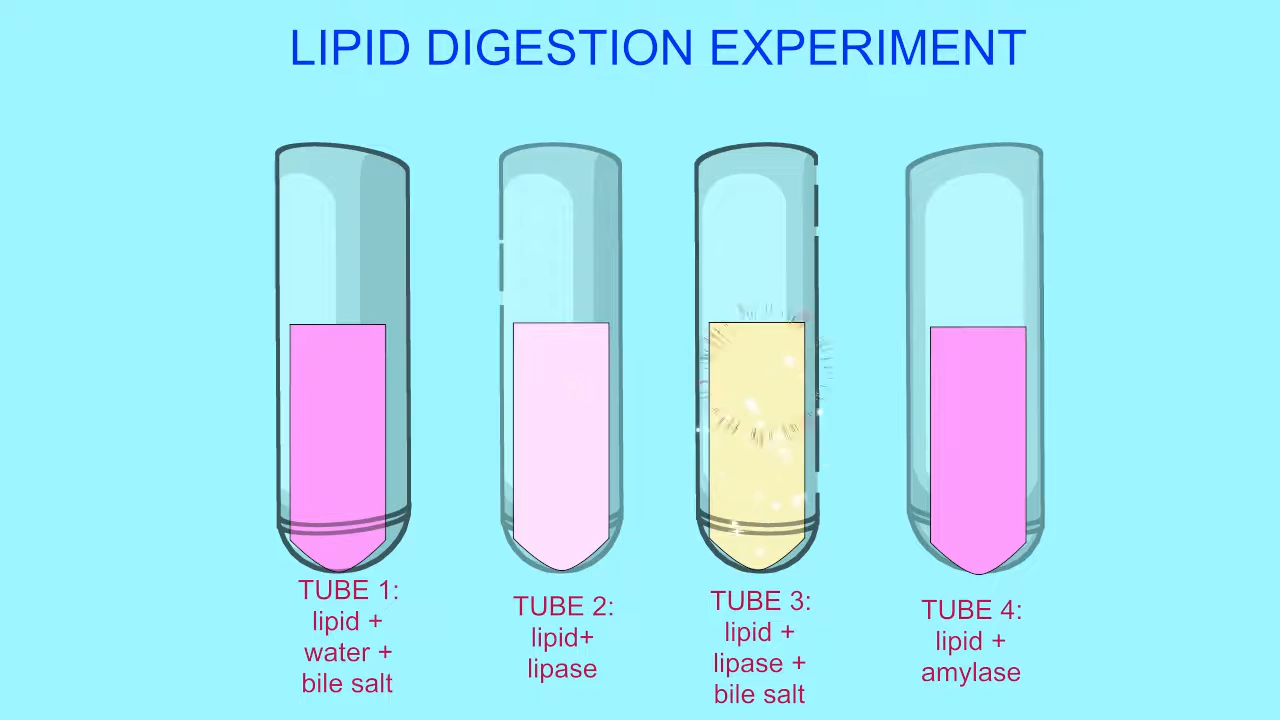 LIPID DIGESTION EXPERIMENT
TUBE 1:
lipid +
water +
bile salt
TUBE 2:
lipid+
lipase
TUBE 3:
lipid +
lipase +
bile salt
TUBE 4:
lipid +
amylase